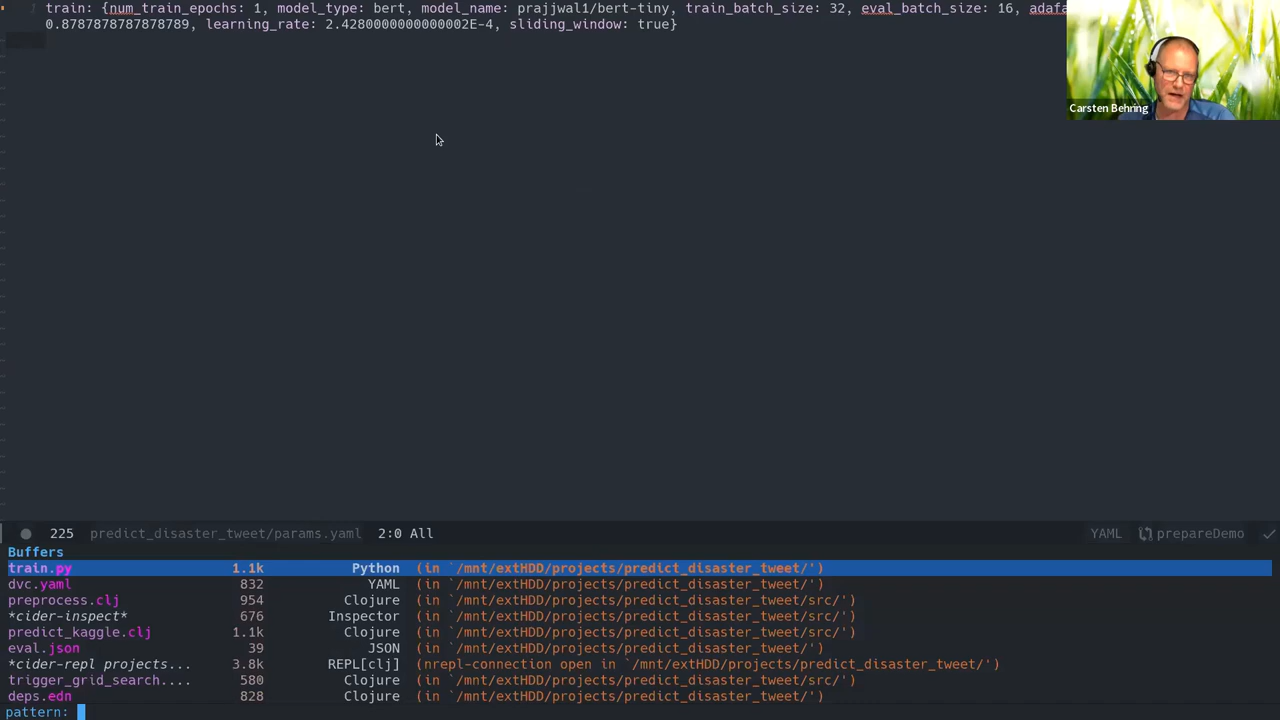 1 train: {num_train_epochs: 1, model_type: bert, model_name: prajjwal1/bert-tiny, train_batch_size: 32, eval_batch_size: 16, adafa
0.8787878787878789, learning_rate: 2.4280000000000002E-4, sliding_window: true}
Carsten Behring
225 predict_disaster_tweet/params.yaml 2:0 All YAML prepareDemo
Buffers
train.py 1.1k Python (in `/mnt/extHDD/projects/predict_disaster_tweet/')
dvc.yaml 832 YAML (in `/mnt/extHDD/projects/predict_disaster_tweet/')
preprocess.clj 954 Clojure (in `/mnt/extHDD/projects/predict_disaster_tweet/src/')
*cider-inspect* 676 Inspector (in `/mnt/extHDD/projects/predict_disaster_tweet/src/')
predict_kaggle.clj 1.1k Clojure (in `/mnt/extHDD/projects/predict_disaster_tweet/src/')
eval.json 39 JSON (in `/mnt/extHDD/projects/predict_disaster_tweet/')
*cider-repl projects... 3.8k REPL[clj] (nrepl-connection open in `/mnt/extHDD/projects/predict_disaster_tweet/')
trigger_grid_search.... 580 Clojure (in `/mnt/extHDD/projects/predict_disaster_tweet/src/')
deps.edn 828 Clojure (in `/mnt/extHDD/projects/predict_disaster_tweet/')
pattern: